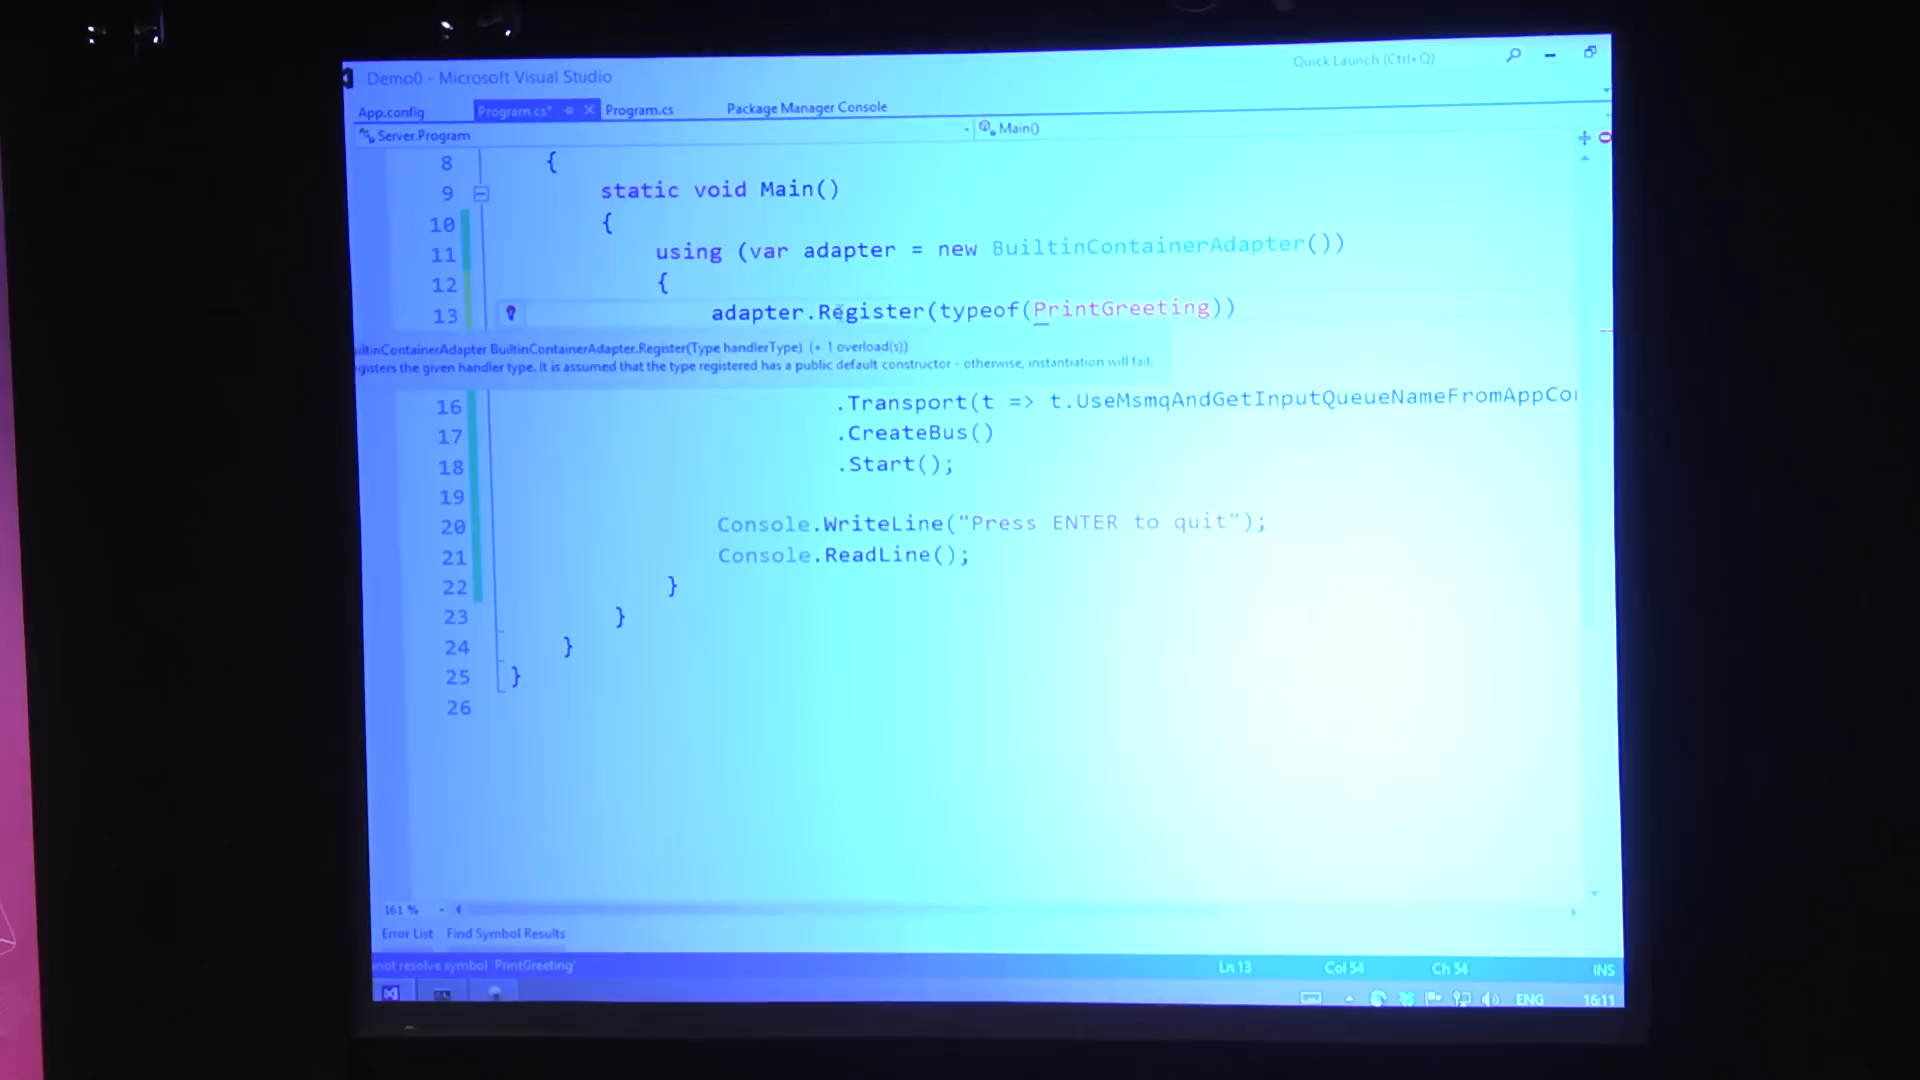 Demo0 - Microsoft Visual Studio
Quick Launch (Ctrl+Q)
App.config
Program.cs*
Program.cs
Package Manager Console
Server.Program
Main()
8 {
9 static void Main()
10 {
11 using (var adapter = new BuiltinContainerAdapter())
12 {
13 adapter.Register(typeof(PrintGreeting))
iltinContainerAdapter BuiltinContainerAdapter.Register(Type handlerType) (+ 1 overload(s))
gisters the given handler type. It is assumed that the type registered has a public default constructor - otherwise, instantiation will fail.
16 .Transport(t => t.UseMsmqAndGetInputQueueNameFromAppCo
17 .CreateBus()
18 .Start();
19
20 Console.WriteLine("Press ENTER to quit");
21 Console.ReadLine();
22 }
23 }
24 }
25 }
26
161 %
Error List
Find Symbol Results
not resolve symbol 'PrintGreeting'
Ln 13
Col 54
Ch 54
INS
ENG
16:11